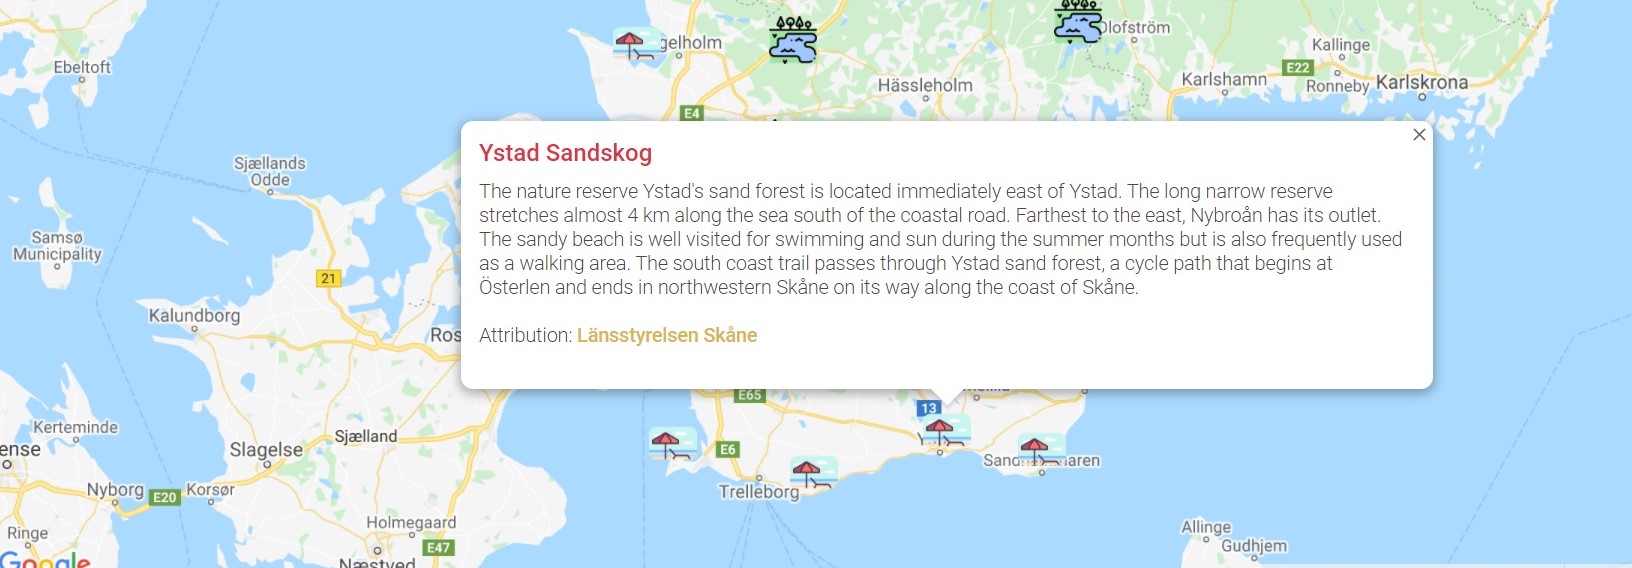 Olofström
gelholm
Kallinge
Ebeltoft
E22
Karlshamn
Karlskrona
Hässleholm
Ronneby
E4
Ystad Sandskog
Sjællands
Odde
The nature reserve Ystad's sand forest is located immediately east of Ystad. The long narrow reserve
stretches almost 4 km along the sea south of the coastal road. Farthest to the east, Nybroån has its outlet.
The sandy beach is well visited for swimming and sun during the summer months but is also frequently used
as a walking area. The south coast trail passes through Ystad sand forest, a cycle path that begins at
Österlen and ends in northwestern Skåne on its way along the coast of Skåne.
Samsø
Municipality
21
Kalundborg
Ros
Attribution: Länsstyrelsen Skåne
E65
13
Kerteminde
Sjælland
ense
Slagelse
E6
Sand
aren
Nyborg
E20
Korsør
Trelleborg
Holmegaard
Ringe
E47
Allinge
Gudhjem
Google
Næstved